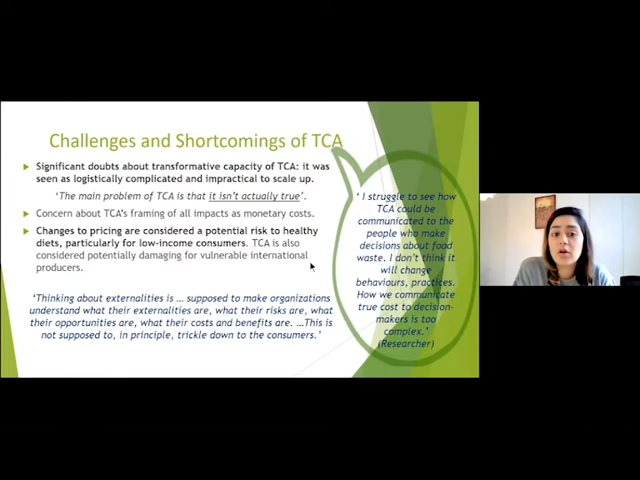 Challenges and Shortcomings of TCA
Significant doubts about transformative capacity of TCA: it was
seen as logistically complicated and impractical to scale up.
'The main problem of TCA is that it isn't actually true'.
Concern about TCA's framing of all impacts as monetary costs.
Changes to pricing are considered a potential risk to healthy
diets, particularly for low-income consumers. TCA is also
considered potentially damaging for vulnerable international
producers.
'Thinking about externalities is … supposed to make organizations
understand what their externalities are, what their risks are, what
their opportunities are, what their costs and benefits are. …This is
not supposed to, in principle, trickle down to the consumers.'
' I struggle to see how
TCA could be
communicated to the
people who make
decisions about food
waste. I don't think it
will change
behaviours, practices.
How we communicate
true cost to decision-
makers is too
complex.'
(Researcher)